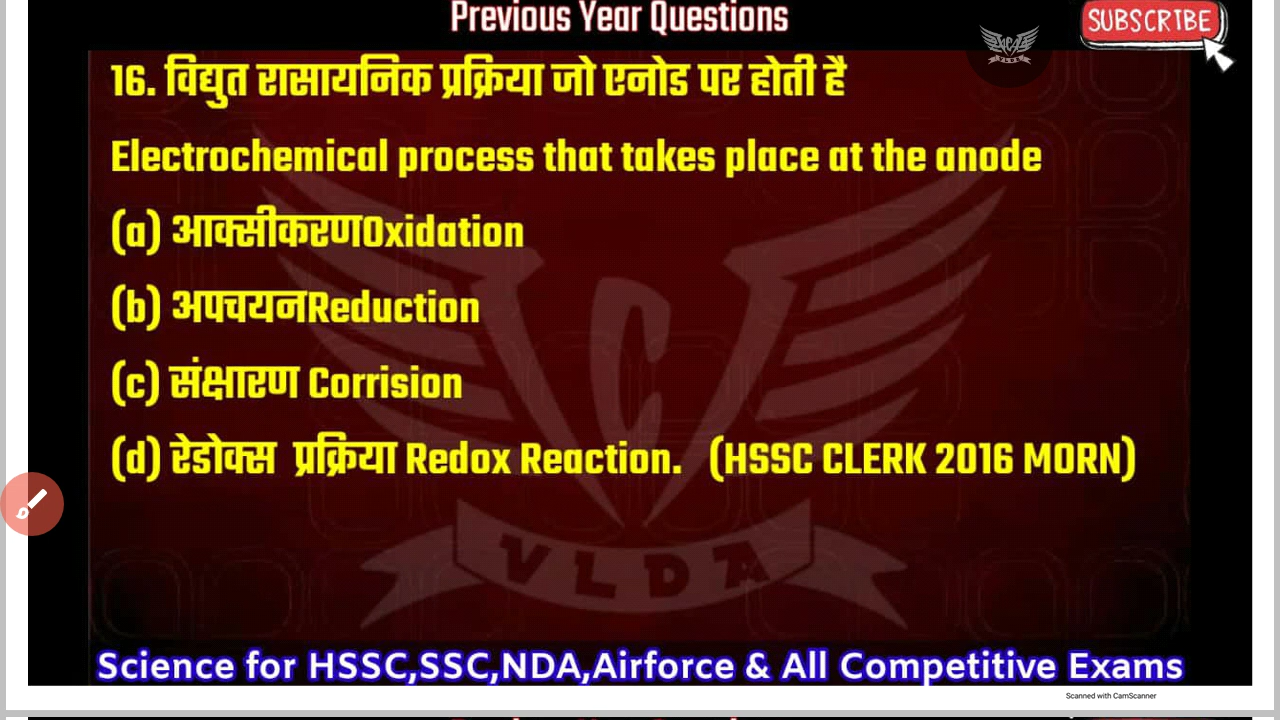 Previous Year Questions
SUBSCRIBE
16. विद्युत रासायनिक प्रक्रिया जो एनोड पर होती है
Electrochemical process that takes place at the anode
(a) आक्सीकरणOxidation
(b) अपचयनReduction
(c) संक्षारण Corrision
(d) रेडोक्स प्रक्रिया Redox Reaction. (HSSC CLERK 2016 MORN)
VLDA
Science for HSSC,SSC,NDA,Airforce & All Competitive Exams
Scanned with CamScanner